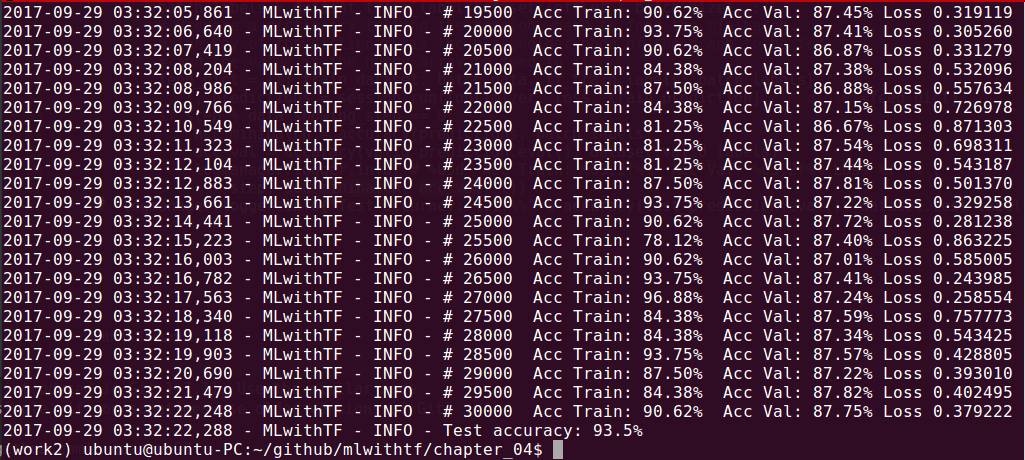 2017-09-29 03:32:05,861 - MLwithTF - INFO - # 19500  Acc Train: 90.62%  Acc Val: 87.45% Loss 0.319119
2017-09-29 03:32:06,640 - MLwithTF - INFO - # 20000  Acc Train: 93.75%  Acc Val: 87.41% Loss 0.305260
2017-09-29 03:32:07,419 - MLwithTF - INFO - # 20500  Acc Train: 90.62%  Acc Val: 86.87% Loss 0.331279
2017-09-29 03:32:08,204 - MLwithTF - INFO - # 21000  Acc Train: 84.38%  Acc Val: 87.38% Loss 0.532096
2017-09-29 03:32:08,986 - MLwithTF - INFO - # 21500  Acc Train: 87.50%  Acc Val: 86.88% Loss 0.557634
2017-09-29 03:32:09,766 - MLwithTF - INFO - # 22000  Acc Train: 84.38%  Acc Val: 87.15% Loss 0.726978
2017-09-29 03:32:10,549 - MLwithTF - INFO - # 22500  Acc Train: 81.25%  Acc Val: 86.67% Loss 0.871303
2017-09-29 03:32:11,323 - MLwithTF - INFO - # 23000  Acc Train: 81.25%  Acc Val: 87.54% Loss 0.698311
2017-09-29 03:32:12,104 - MLwithTF - INFO - # 23500  Acc Train: 81.25%  Acc Val: 87.44% Loss 0.543187
2017-09-29 03:32:12,883 - MLwithTF - INFO - # 24000  Acc Train: 87.50%  Acc Val: 87.81% Loss 0.501370
2017-09-29 03:32:13,661 - MLwithTF - INFO - # 24500  Acc Train: 93.75%  Acc Val: 87.22% Loss 0.329258
2017-09-29 03:32:14,441 - MLwithTF - INFO - # 25000  Acc Train: 90.62%  Acc Val: 87.72% Loss 0.281238
2017-09-29 03:32:15,223 - MLwithTF - INFO - # 25500  Acc Train: 78.12%  Acc Val: 87.40% Loss 0.863225
2017-09-29 03:32:16,003 - MLwithTF - INFO - # 26000  Acc Train: 90.62%  Acc Val: 87.01% Loss 0.585005
2017-09-29 03:32:16,782 - MLwithTF - INFO - # 26500  Acc Train: 93.75%  Acc Val: 87.41% Loss 0.243985
2017-09-29 03:32:17,563 - MLwithTF - INFO - # 27000  Acc Train: 96.88%  Acc Val: 87.24% Loss 0.258554
2017-09-29 03:32:18,340 - MLwithTF - INFO - # 27500  Acc Train: 84.38%  Acc Val: 87.59% Loss 0.757773
2017-09-29 03:32:19,118 - MLwithTF - INFO - # 28000  Acc Train: 84.38%  Acc Val: 87.34% Loss 0.543425
2017-09-29 03:32:19,903 - MLwithTF - INFO - # 28500  Acc Train: 93.75%  Acc Val: 87.57% Loss 0.428805
2017-09-29 03:32:20,690 - MLwithTF - INFO - # 29000  Acc Train: 87.50%  Acc Val: 87.22% Loss 0.393010
2017-09-29 03:32:21,479 - MLwithTF - INFO - # 29500  Acc Train: 84.38%  Acc Val: 87.82% Loss 0.402495
2017-09-29 03:32:22,248 - MLwithTF - INFO - # 30000  Acc Train: 90.62%  Acc Val: 87.75% Loss 0.379222
2017-09-29 03:32:22,288 - MLwithTF - INFO - Test accuracy: 93.5%
(work2) ubuntu@ubuntu-PC:~/github/mlwithtf/chapter_04$